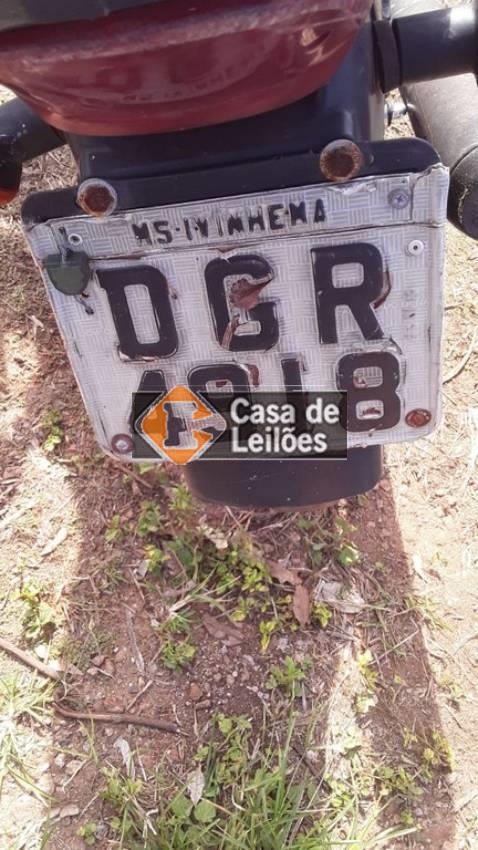 MS-IVINHEMA
DGR
Casa de
Leilões